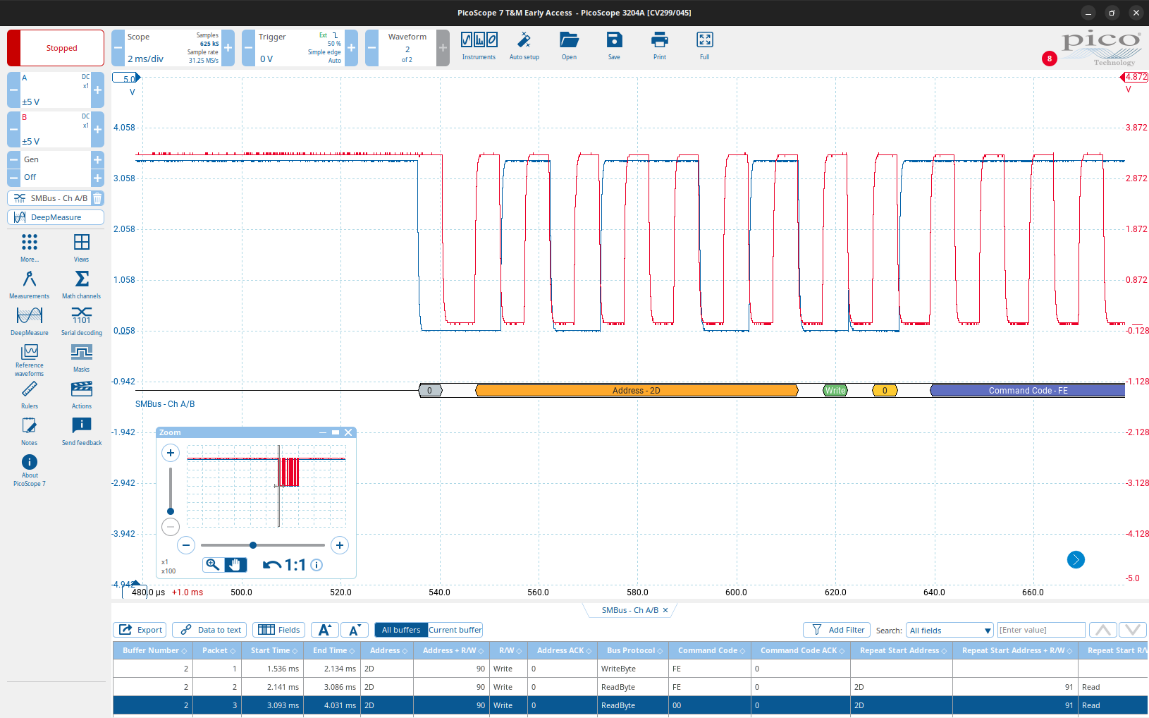 PicoScope 7 T&M Early Access - PicoScope 3204A [CV299/045]
Stopped
Scope
2 ms/div
Samples
625 kS
Sample rate
31.25 MS/s
Trigger
0 V
Ext
50 %
Simple edge
Auto
Waveform
2
of 2
Instruments
Auto setup
Open
Save
Print
Full
8
pico
Technology
A
DC
x1
±5 V
B
DC
x1
±5 V
Gen
Off
SMBus - Ch A/B
DeepMeasure
More...
Views
Measurements
Math channels
DeepMeasure
Serial decoding
1101
Reference waveforms
Masks
Rulers
Actions
Notes
Send feedback
About PicoScope 7
5.0
V
4.058
3.058
2.058
1.058
0.058
-0.942
-1.942
-2.942
-3.942
-4.942
4.872
V
3.872
2.872
1.872
0.872
-0.128
-1.128
-2.128
-3.128
-4.128
-5.0
0
Address - 2D
Write
0
Command Code - FE
SMBus - Ch A/B
Zoom
x1
x100
1:1
480.0 µs
+1.0 ms
500.0
520.0
540.0
560.0
580.0
600.0
620.0
640.0
660.0
SMBus - Ch A/B ×
Export
Data to text
Fields
A
A
All buffers
Current buffer
Add Filter
Search:
All fields
[Enter value]
Buffer Number Packet Start Time End Time Address Address + R/W R/W Address ACK Bus Protocol Command Code Command Code ACK Repeat Start Address Repeat Start Address + R/W Repeat Start R/
2 1 1.536 ms 2.134 ms 2D 90 Write 0 WriteByte FE 0
2 2 2.141 ms 3.086 ms 2D 90 Write 0 ReadByte FE 0 2D 91 Read
2 3 3.093 ms 4.031 ms 2D 90 Write 0 ReadByte 00 0 2D 91 Read